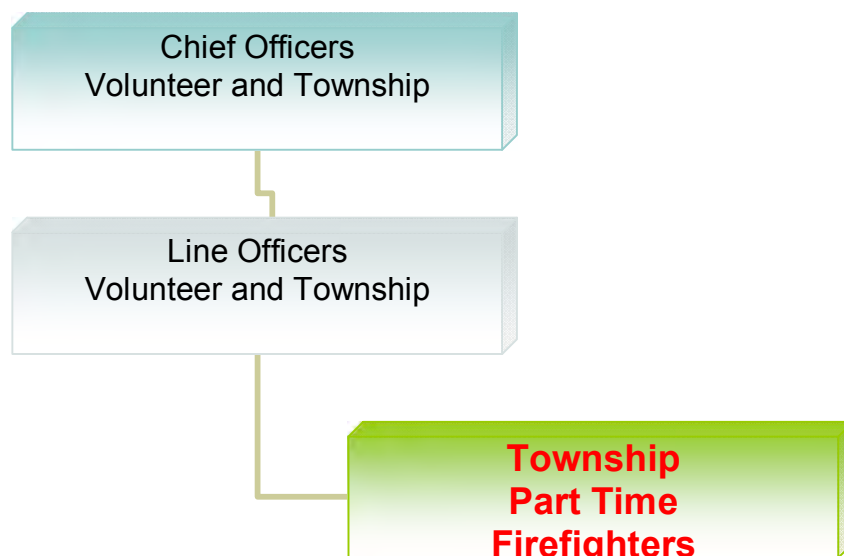 Chief Officers
Volunteer and Township
Line Officers
Volunteer and Township
Township
Part Time
Firefighters